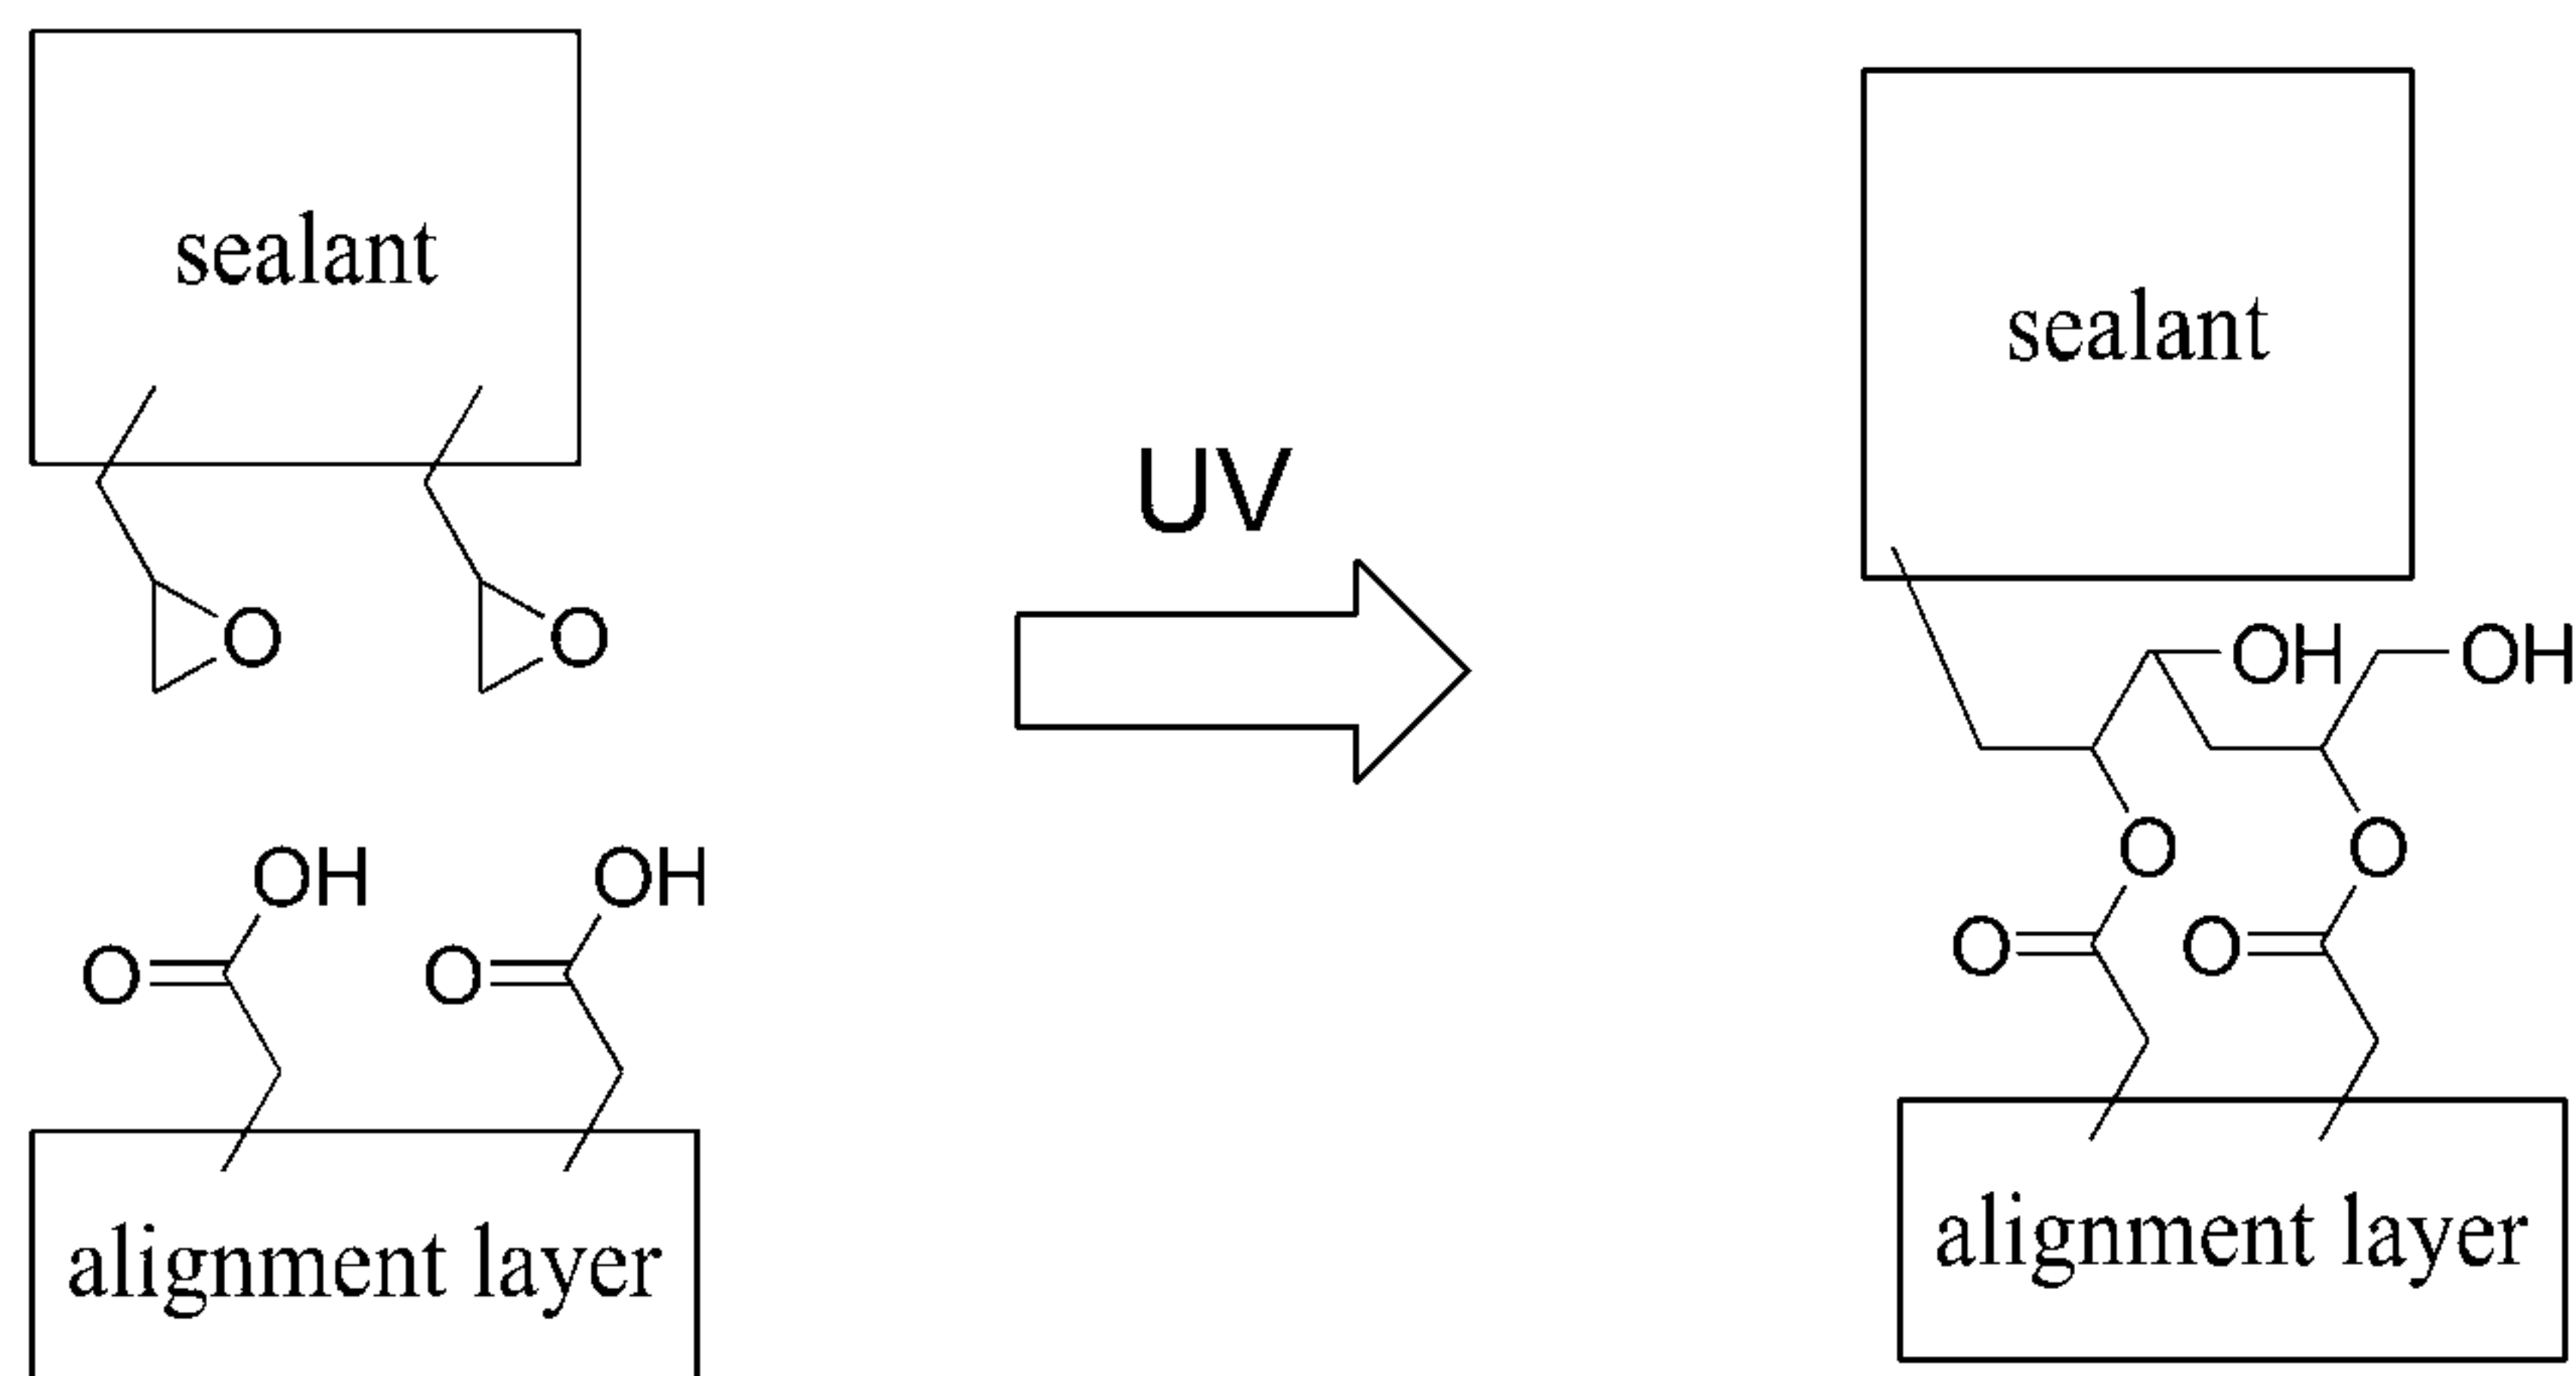 sealant
sealant
UV
O
O
OH
OH
OH
OH
O
O
O
O
O
O
alignment layer
alignment layer